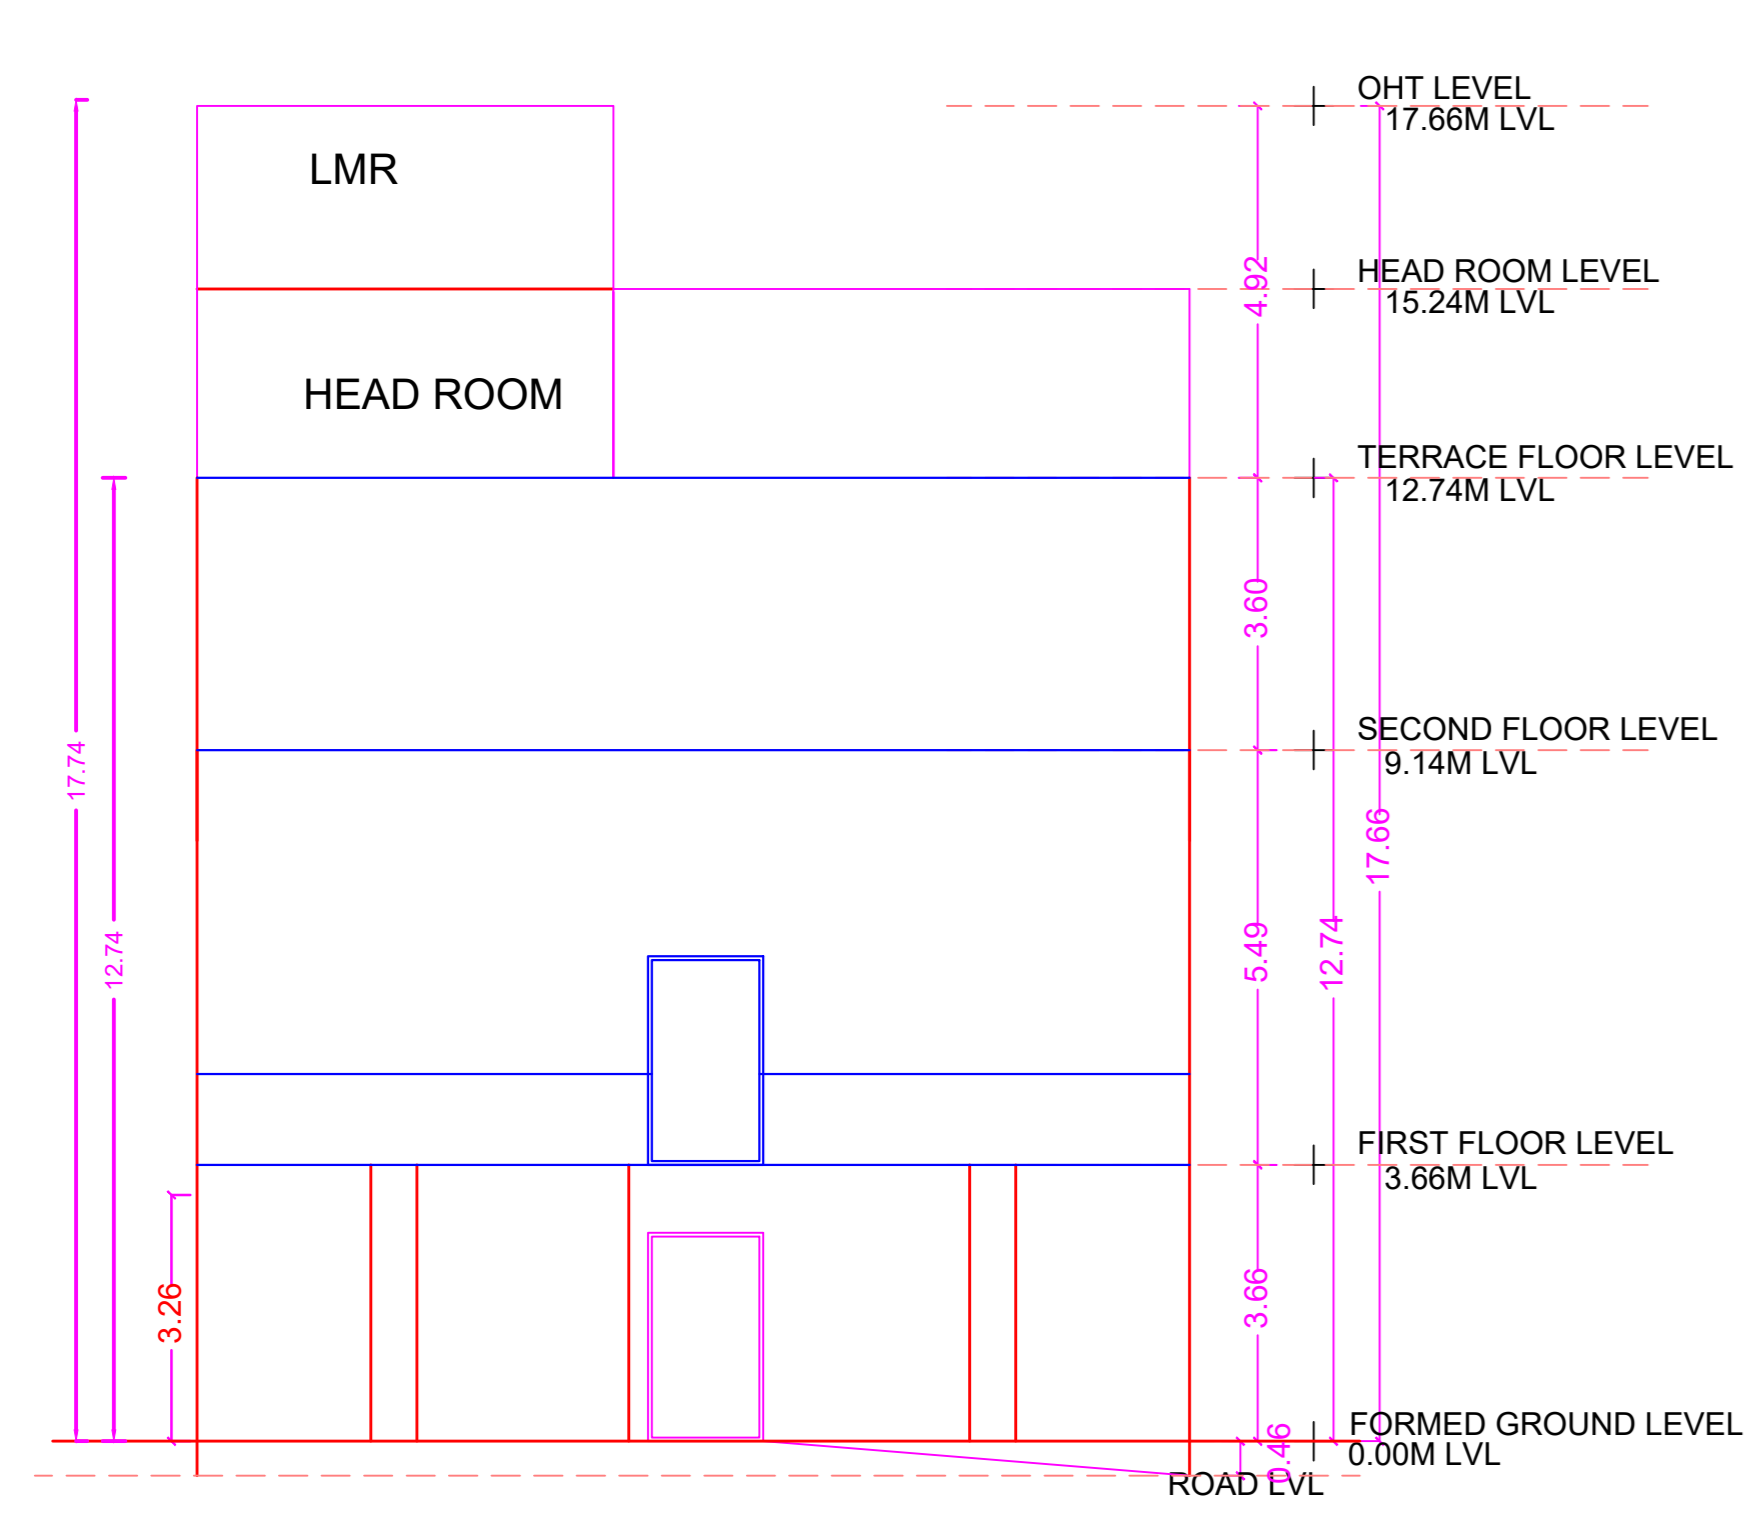 OHT LEVEL
17.66M LVL
LMR
4.92
HEAD ROOM LEVEL
15.24M LVL
HEAD ROOM
TERRACE FLOOR LEVEL
12.74M LVL
3.60
SECOND FLOOR LEVEL
9.14M LVL
17.74
17.66
12.74
5.49
12.74
FIRST FLOOR LEVEL
3.66M LVL
3.26
3.66
FORMED GROUND LEVEL
0.00M LVL
0.46
ROAD LVL